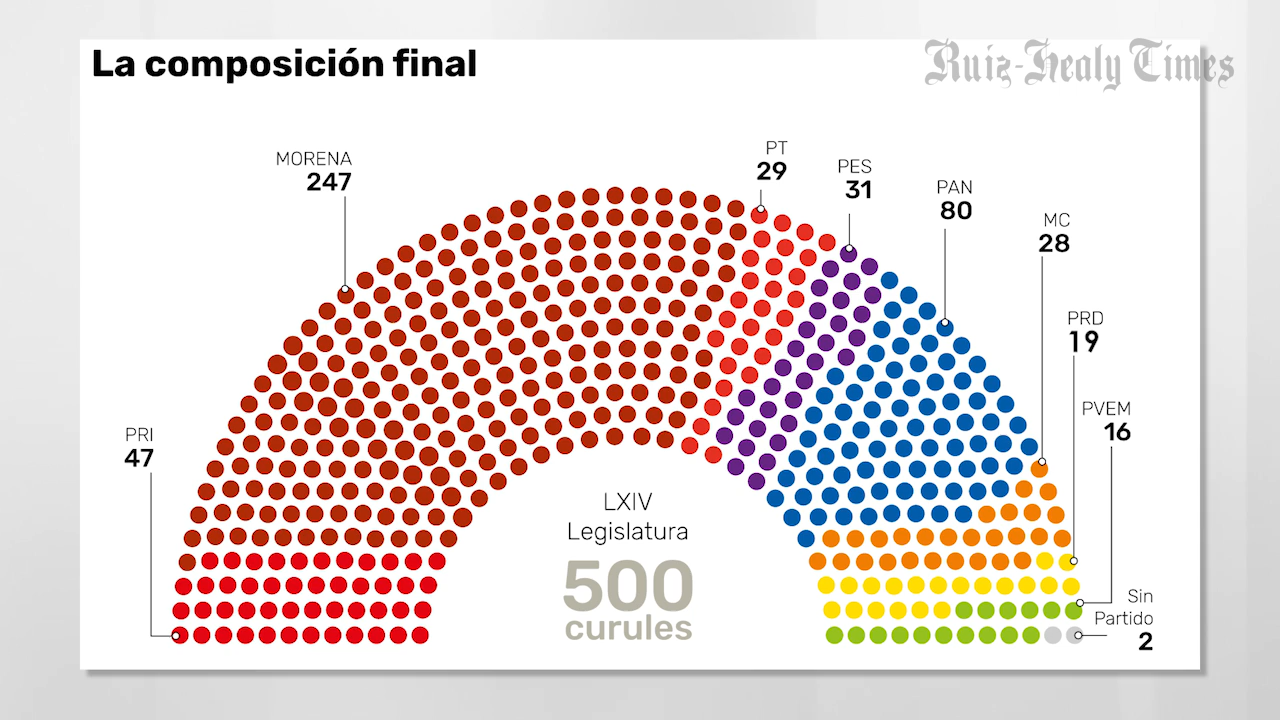 La composición final
Ruiz-Healy Times
MORENA
247
PT
29
PES
31
PAN
80
MC
28
PRD
19
PVEM
16
PRI
47
LXIV
Legislatura
500
curules
Sin
Partido
2